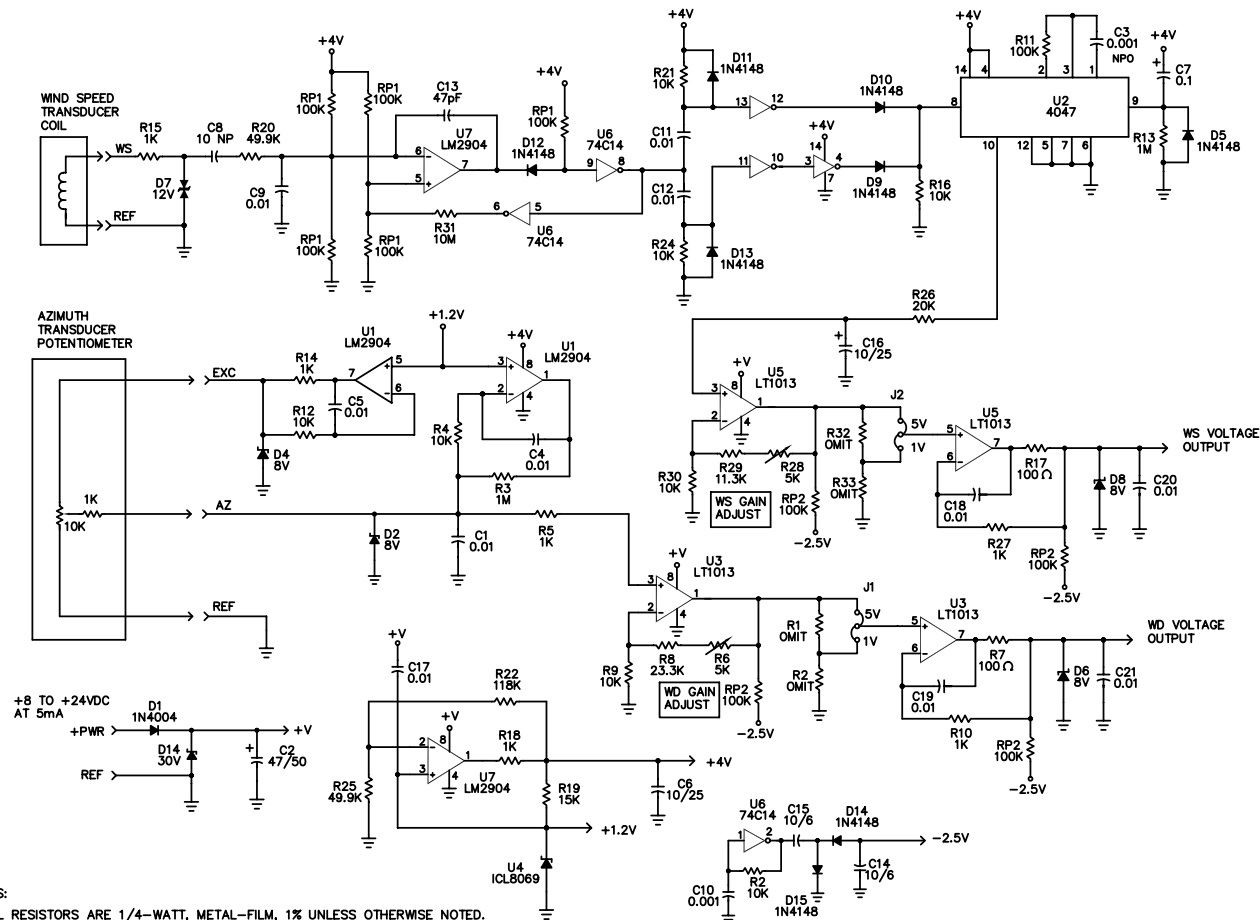 WIND SPEED
TRANSDUCER
COIL
WS
REF
R15
1K
D7
12V
C8
10 NP
R20
49.9K
C9
0.01
+4V
RP1
100K
RP1
100K
RP1
100K
RP1
100K
C13
47pF
U7
LM2904
6
5
7
D12
1N4148
+4V
RP1
100K
U6
74C14
9
8
R31
10M
6
5
U6
74C14
+4V
R21
10K
D11
1N4148
C11
0.01
C12
0.01
R24
10K
D13
1N4148
13
12
11
10
+4V
14
3
4
7
D10
1N4148
D9
1N4148
R16
10K
+4V
14
4
R11
100K
C3
0.001
NPO
2
3
1
8
U2
4047
9
10
12
5
7
6
+4V
C7
0.1
R13
1M
D5
1N4148
AZIMUTH
TRANSDUCER
POTENTIOMETER
1K
10K
EXC
AZ
REF
R14
1K
R12
10K
C5
0.01
D4
8V
U1
LM2904
7
5
6
+1.2V
+4V
U1
LM2904
3
2
8
1
4
R4
10K
C4
0.01
R3
1M
D2
8V
C1
0.01
R5
1K
R26
20K
C16
10/25
+V
U5
LT1013
3
2
8
1
4
R30
10K
R29
11.3K
R28
5K
WS GAIN
ADJUST
RP2
100K
-2.5V
R32
OMIT
R33
OMIT
J2
5V
1V
U5
LT1013
5
6
7
R17
100 Ω
C18
0.01
R27
1K
RP2
100K
-2.5V
D8
8V
C20
0.01
WS VOLTAGE
OUTPUT
+V
U3
LT1013
3
2
8
1
4
R9
10K
R8
23.3K
R6
5K
WD GAIN
ADJUST
RP2
100K
-2.5V
R1
OMIT
R2
OMIT
J1
5V
1V
U3
LT1013
5
6
7
R7
100 Ω
C19
0.01
R10
1K
RP2
100K
-2.5V
D6
8V
C21
0.01
WD VOLTAGE
OUTPUT
+8 TO +24VDC
AT 5mA
+PWR
D1
1N4004
+V
D14
30V
C2
47/50
REF
+V
C17
0.01
R22
118K
+V
2
3
8
1
4
U7
LM2904
R18
1K
R25
49.9K
R19
15K
C6
10/25
+4V
+1.2V
U4
ICL8069
U6
74C14
1
2
C15
10/6
D14
1N4148
-2.5V
R2
10K
C10
0.001
D15
1N4148
C14
10/6
S:
L RESISTORS ARE 1/4-WATT, METAL-FILM, 1% UNLESS OTHERWISE NOTED.